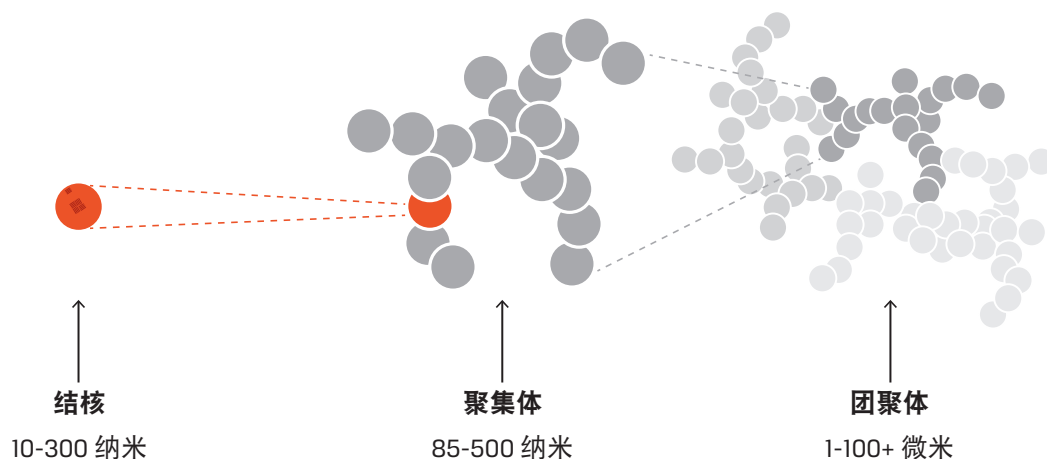 结核
10-300 纳米
聚集体
85-500 纳米
团聚体
1-100+ 微米